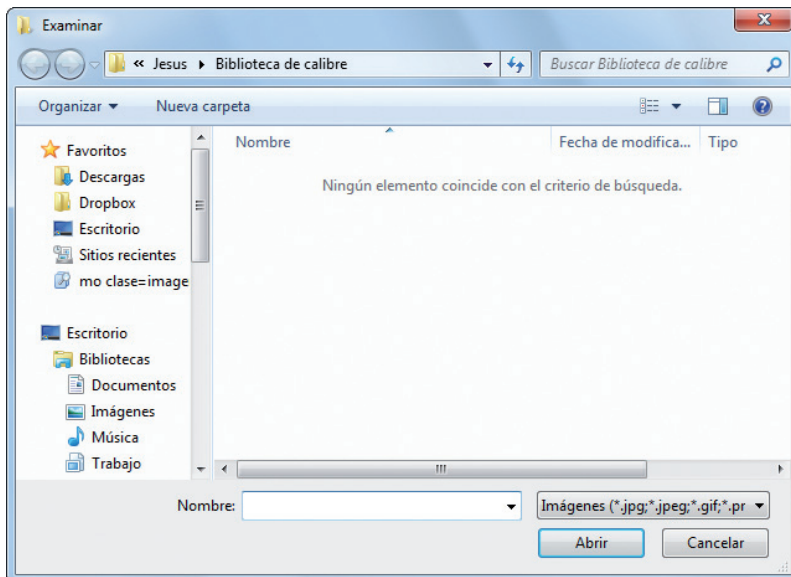 Examinar
« Jesus ▸ Biblioteca de calibre
Buscar Biblioteca de calibre
Organizar ▾ Nueva carpeta
Nombre Fecha de modifica... Tipo
Ningún elemento coincide con el criterio de búsqueda.
Favoritos
Descargas
Dropbox
Escritorio
Sitios recientes
mo clase=image
Escritorio
Bibliotecas
Documentos
Imágenes
Música
Trabajo
Nombre:
Imágenes (*.jpg;*.jpeg;*.gif;*.pr
Abrir Cancelar